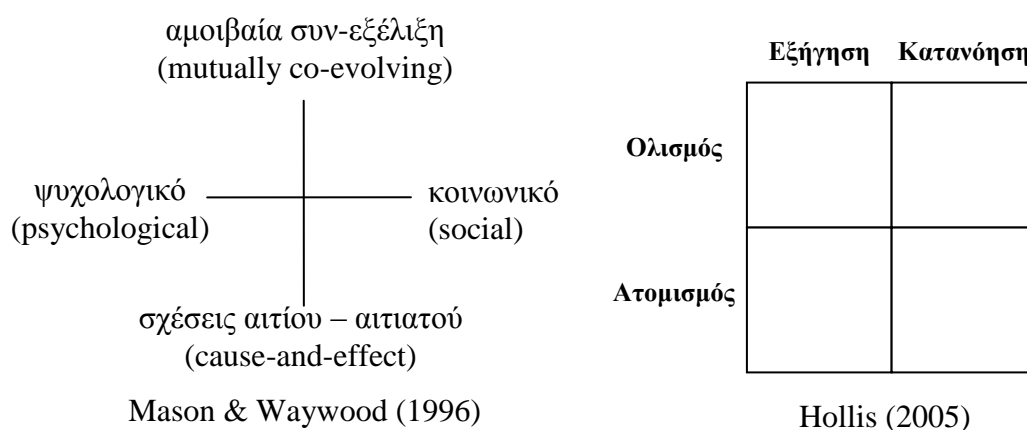 αμοιβαία συν-εξέλιξη
(mutually co-evolving)
ψυχολογικό
(psychological)
κοινωνικό
(social)
σχέσεις αιτίου – αιτιατού
(cause-and-effect)
Mason & Waywood (1996)
Εξήγηση Κατανόηση
Ολισμός
Ατομισμός
Hollis (2005)